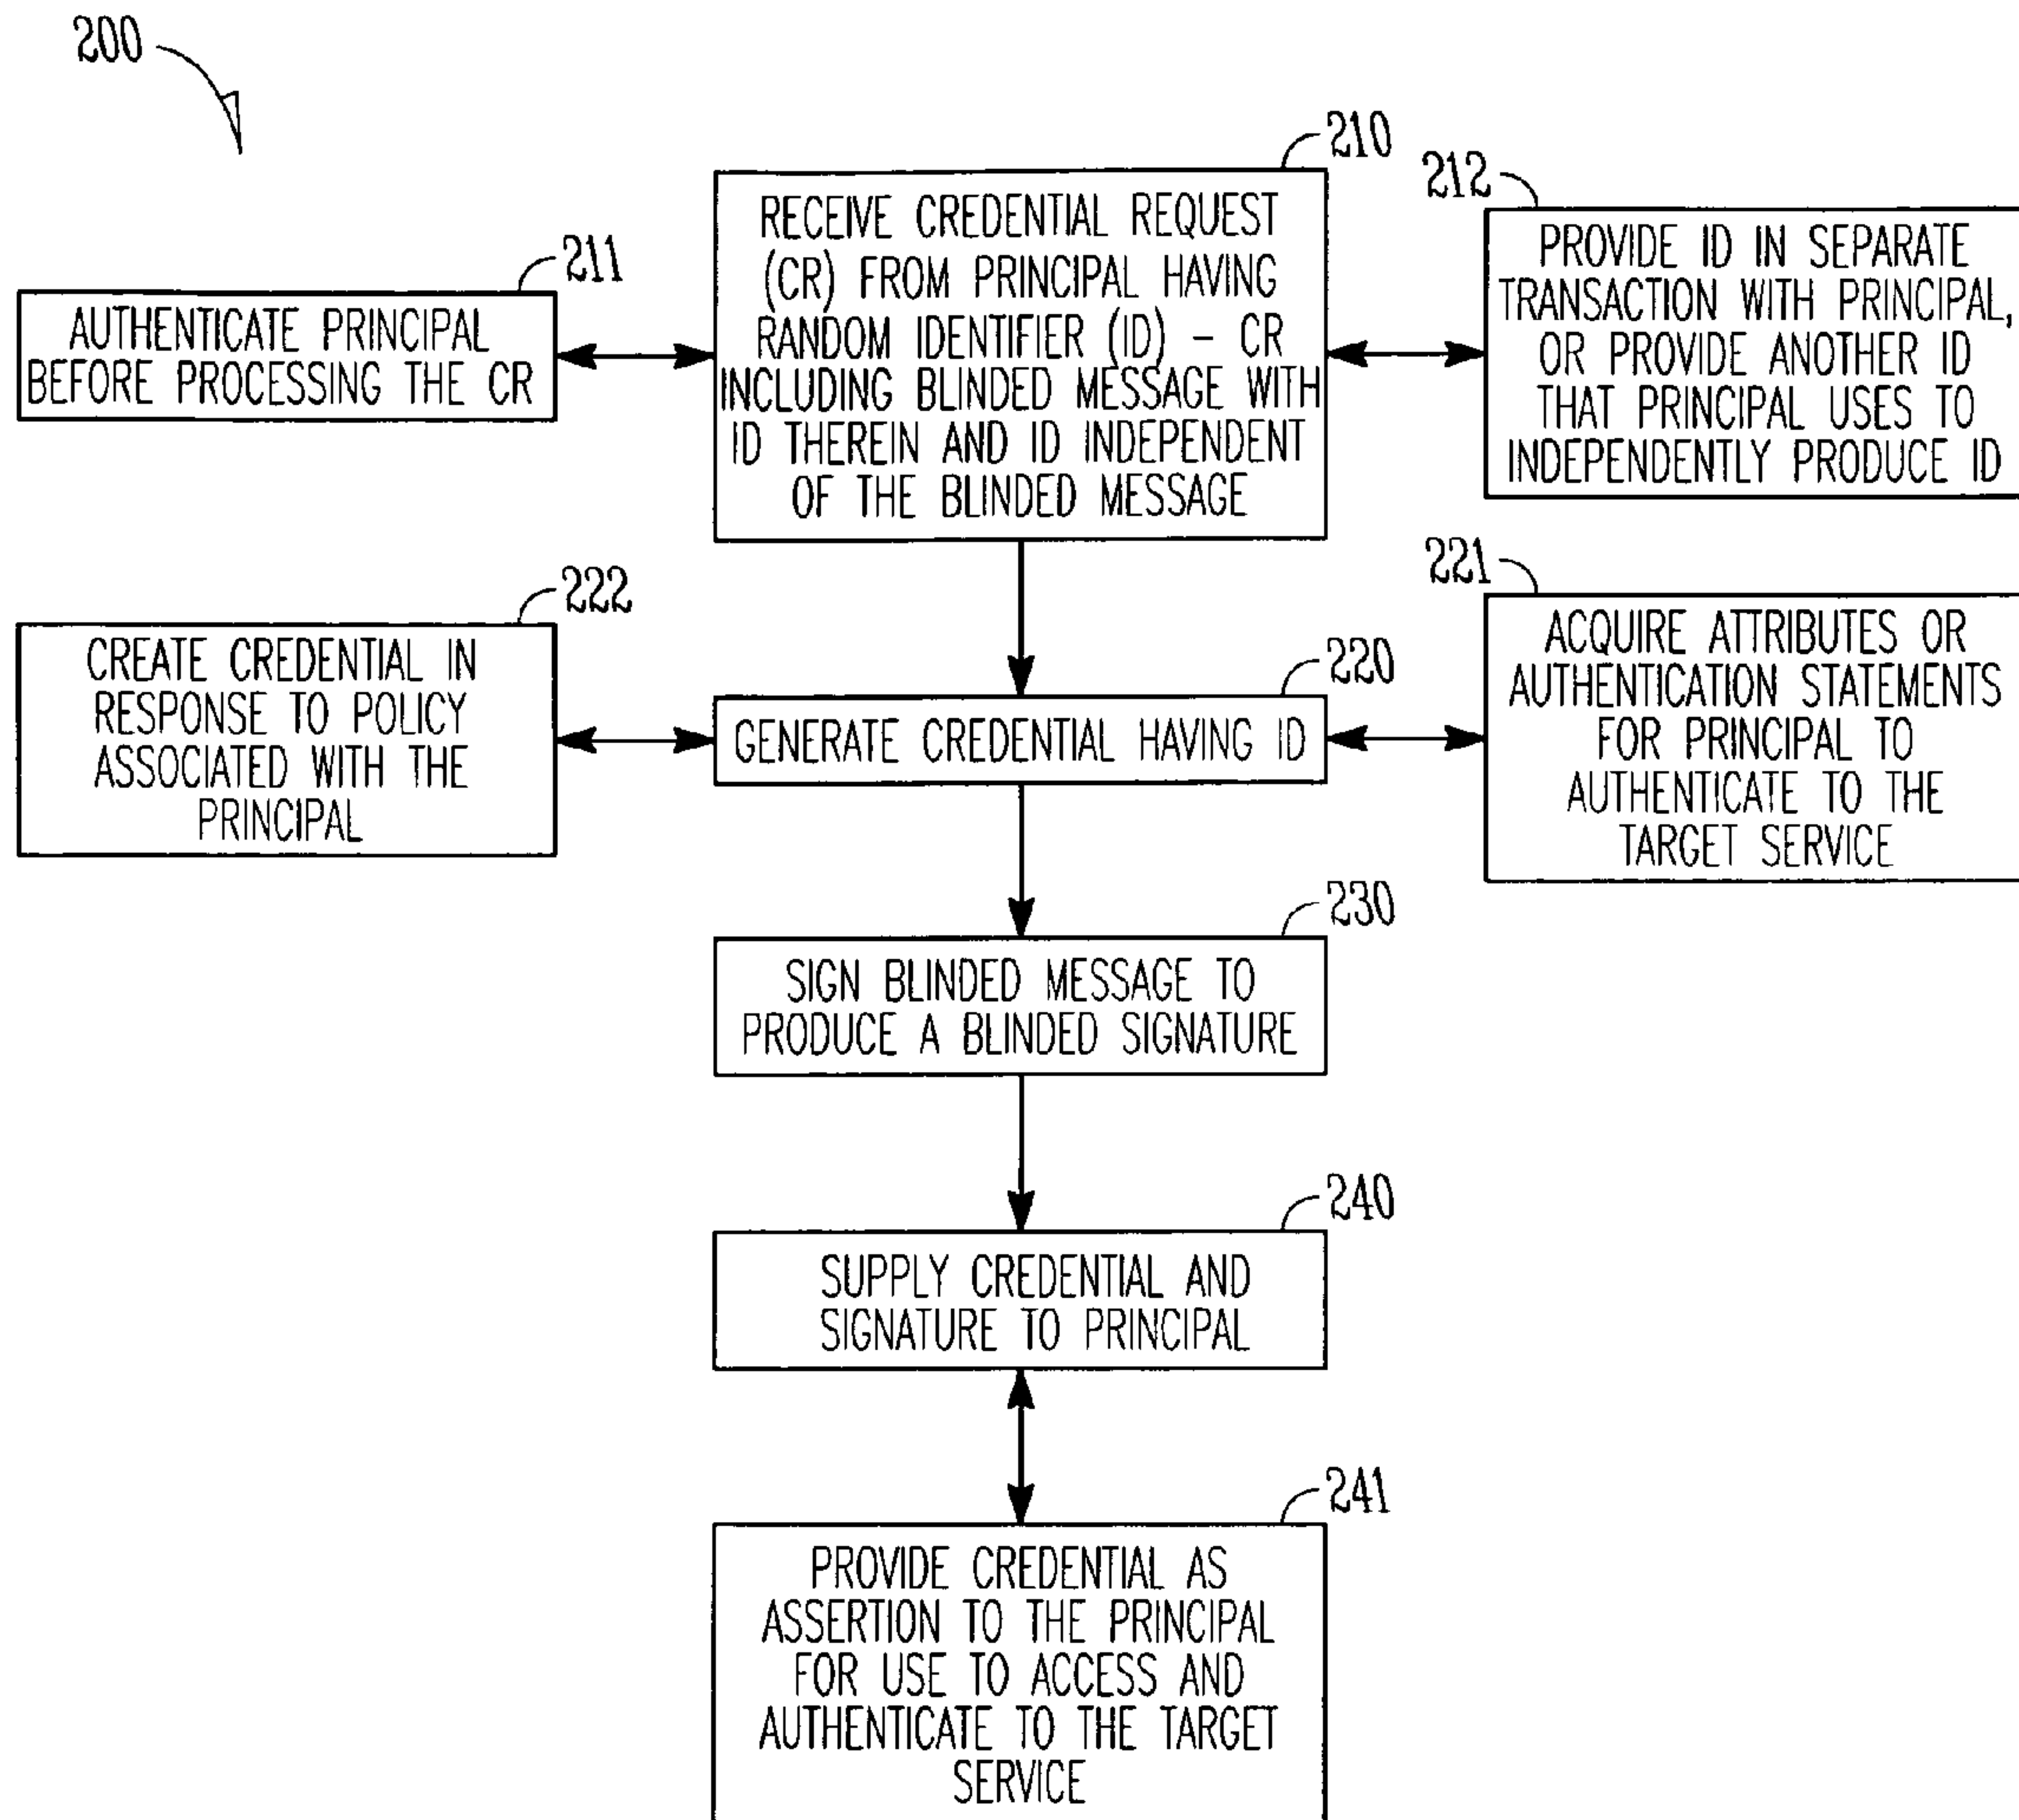 200
210
RECEIVE CREDENTIAL REQUEST
(CR) FROM PRINCIPAL HAVING
RANDOM IDENTIFIER (ID) – CR
INCLUDING BLINDED MESSAGE WITH
ID THEREIN AND ID INDEPENDENT
OF THE BLINDED MESSAGE
211
AUTHENTICATE PRINCIPAL
BEFORE PROCESSING THE CR
212
PROVIDE ID IN SEPARATE
TRANSACTION WITH PRINCIPAL,
OR PROVIDE ANOTHER ID
THAT PRINCIPAL USES TO
INDEPENDENTLY PRODUCE ID
222
CREATE CREDENTIAL IN
RESPONSE TO POLICY
ASSOCIATED WITH THE
PRINCIPAL
220
GENERATE CREDENTIAL HAVING ID
221
ACQUIRE ATTRIBUTES OR
AUTHENTICATION STATEMENTS
FOR PRINCIPAL TO
AUTHENTICATE TO THE
TARGET SERVICE
230
SIGN BLINDED MESSAGE TO
PRODUCE A BLINDED SIGNATURE
240
SUPPLY CREDENTIAL AND
SIGNATURE TO PRINCIPAL
241
PROVIDE CREDENTIAL AS
ASSERTION TO THE PRINCIPAL
FOR USE TO ACCESS AND
AUTHENTICATE TO THE TARGET
SERVICE